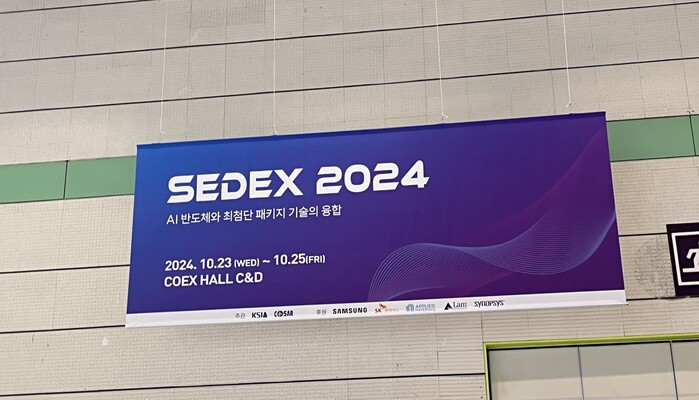 SEDEX 2024
AI 반도체와 최첨단 패키지 기술의 융합
2024. 10.23 (WED) ~ 10.25(FRI)
COEX HALL C&D
주관 KSIA COSAR 후원 SAMSUNG SK APPLIED MATERIALS Lam SYNOPSYS